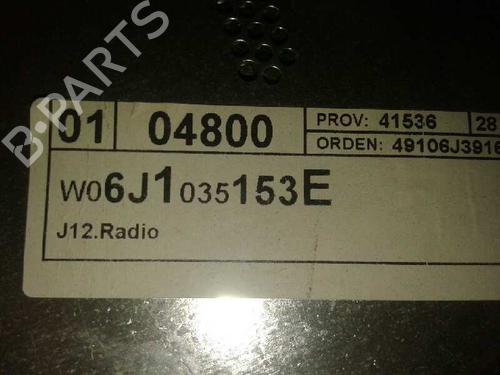 B-PARTS
01 04800 PROV: 41536 28
ORDEN: 49106J3916
W06J1035153E
J12.Radio